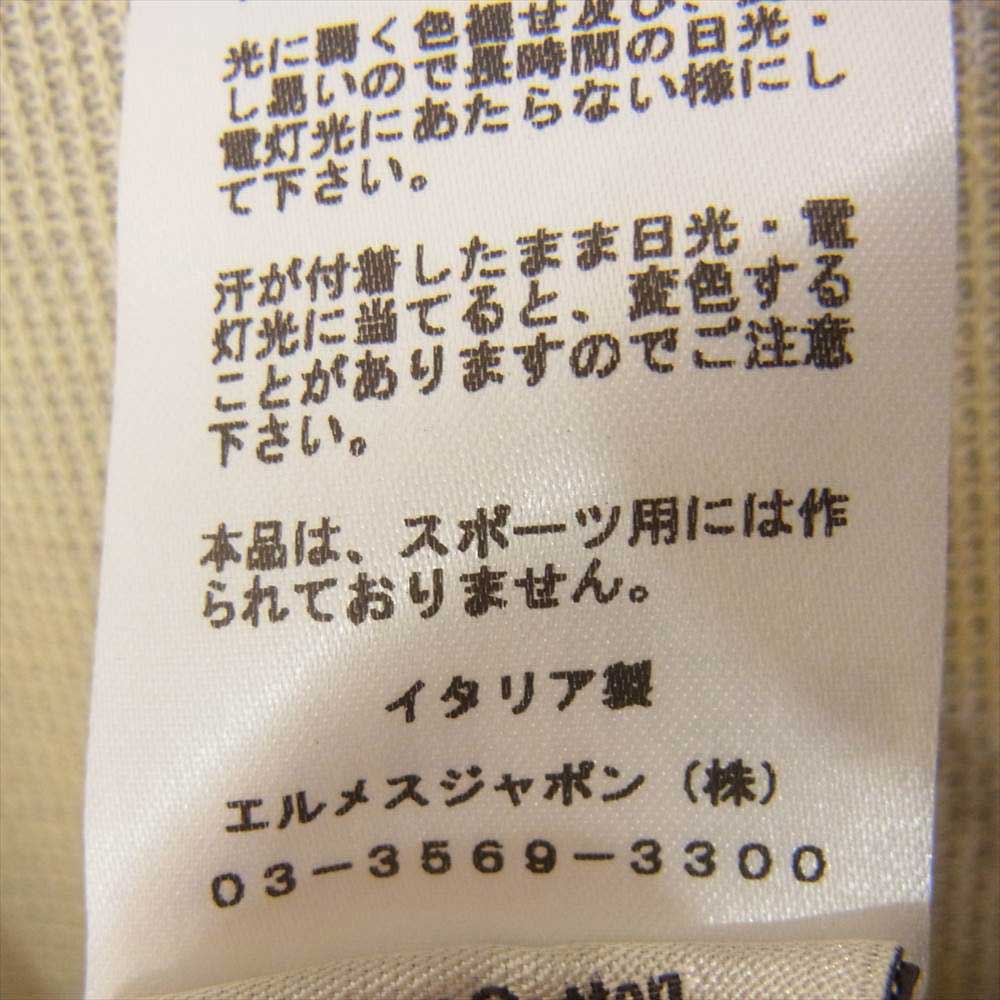 光に弱く色褪せ及び、変
し易いので長時間の日光・
電灯光にあたらない様にし
て下さい。
汗が付着したまま日光・電
灯光に当てると、変色する
ことがありますのでご注意
下さい。
本品は、スポーツ用には作
られておりません。
イタリア製
エルメスジャポン（株）
03-3569-3300
Cotton